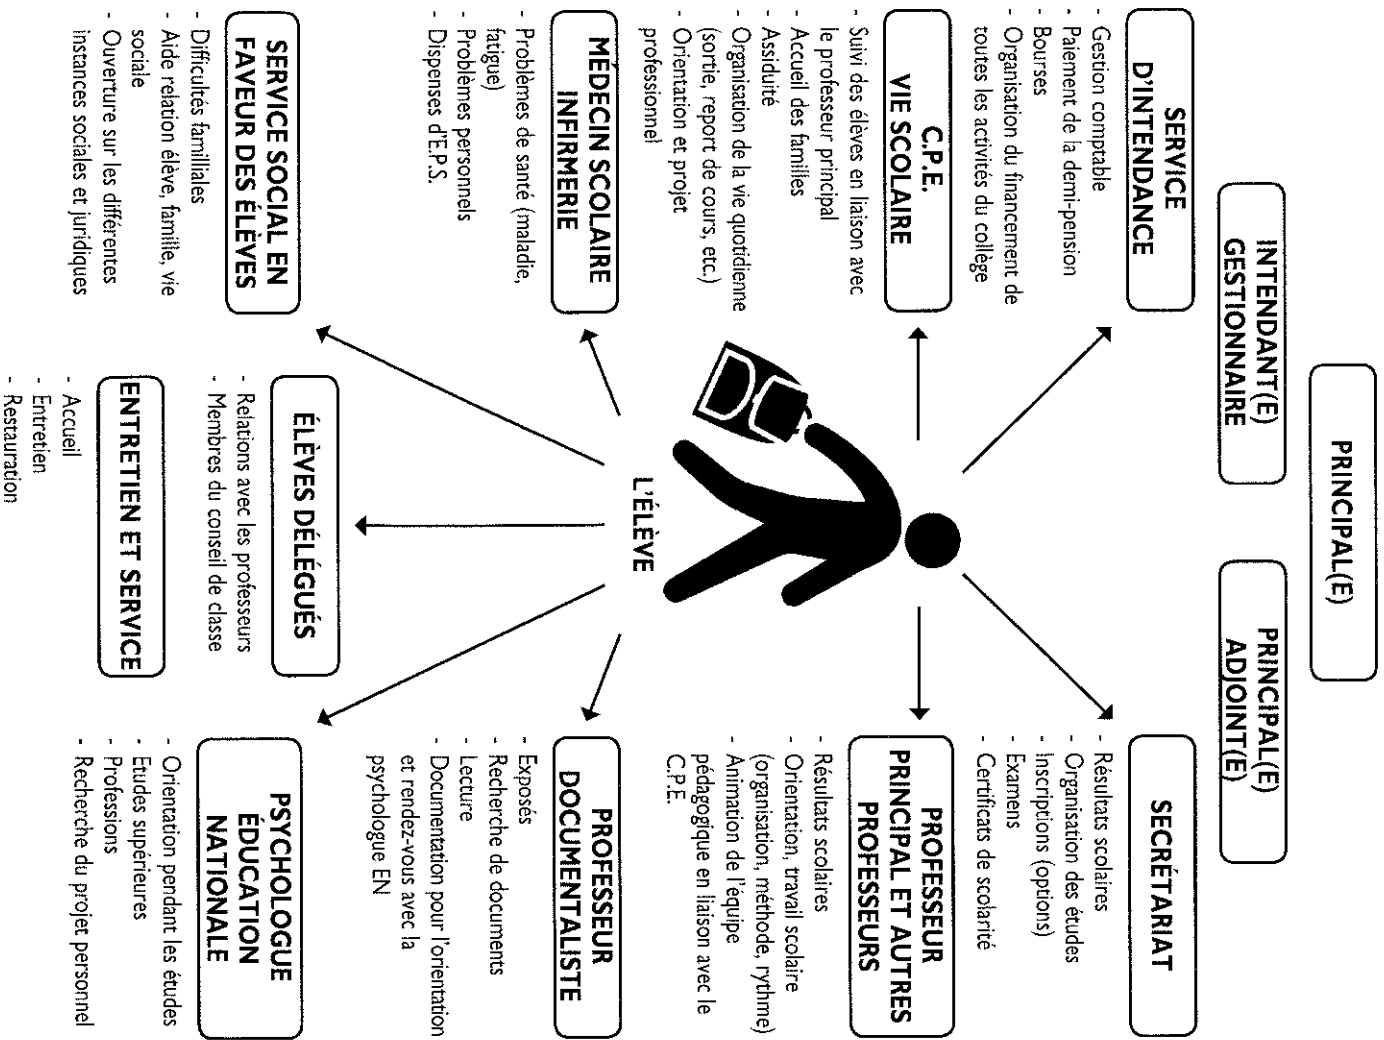 PRINCIPAL(E)
INTENDANT(E)
GESTIONNAIRE
PRINCIPAL(E)
ADJOINT(E)
SERVICE
D'INTENDANCE
- Gestion comptable
- Paiement de la demi-pension
- Bourses
- Organisation du financement de
toutes les activités du collège
C.P.E.
VIE SCOLAIRE
- Suivi des élèves en liaison avec
le professeur principal
- Accueil des familles
- Assiduité
- Organisation de la vie quotidienne
(sortie, report de cours, etc.)
- Orientation et projet
professionnel
MÉDECIN SCOLAIRE
INFIRMERIE
- Problèmes de santé (maladie,
fatigue)
- Problèmes personnels
- Dispenses d'E.P.S.
SERVICE SOCIAL EN
FAVEUR DES ÉLÈVES
- Difficultés familliales
- Aide relation élève, famille, vie
sociale
- Ouverture sur les différentes
instances sociales et juridiques
L'ÉLÈVE
ÉLÈVES DÉLÉGUÉS
- Relations avec les professeurs
- Membres du conseil de classe
ENTRETIEN ET SERVICE
- Accueil
- Entretien
- Restauration
SECRÉTARIAT
- Résultats scolaires
- Organisation des études
- Inscriptions (options)
- Examens
- Certificats de scolarité
PROFESSEUR
PRINCIPAL ET AUTRES
PROFESSEURS
- Résultats scolaires
- Orientation, travail scolaire
(organisation, méthode, rythme)
- Animation de l'équipe
pédagogique en liaison avec le
C.P.E.
PROFESSEUR
DOCUMENTALISTE
- Exposés
- Recherche de documents
- Lecture
- Documentation pour l'orientation
et rendez-vous avec la
psychologue EN
PSYCHOLOGUE
ÉDUCATION
NATIONALE
- Orientation pendant les études
- Etudes supérieures
- Professions
- Recherche du projet personnel